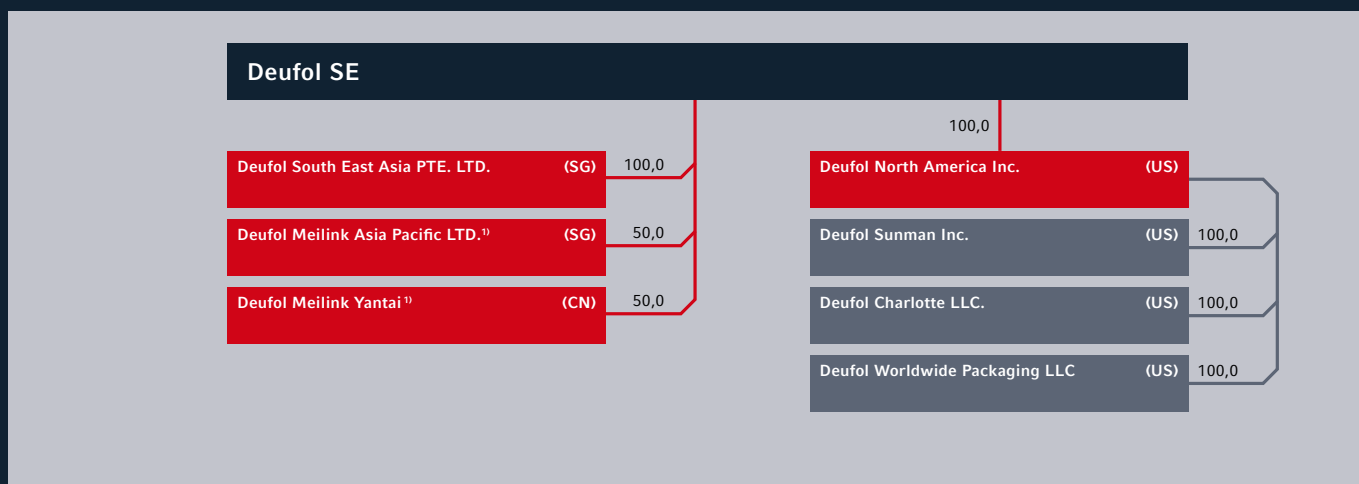 Deufol SE
Deufol South East Asia PTE. LTD. (SG) 100,0
Deufol Meilink Asia Pacific LTD.¹⁾ (SG) 50,0
Deufol Meilink Yantai¹⁾ (CN) 50,0
100,0
Deufol North America Inc. (US)
Deufol Sunman Inc. (US) 100,0
Deufol Charlotte LLC. (US) 100,0
Deufol Worldwide Packaging LLC (US) 100,0